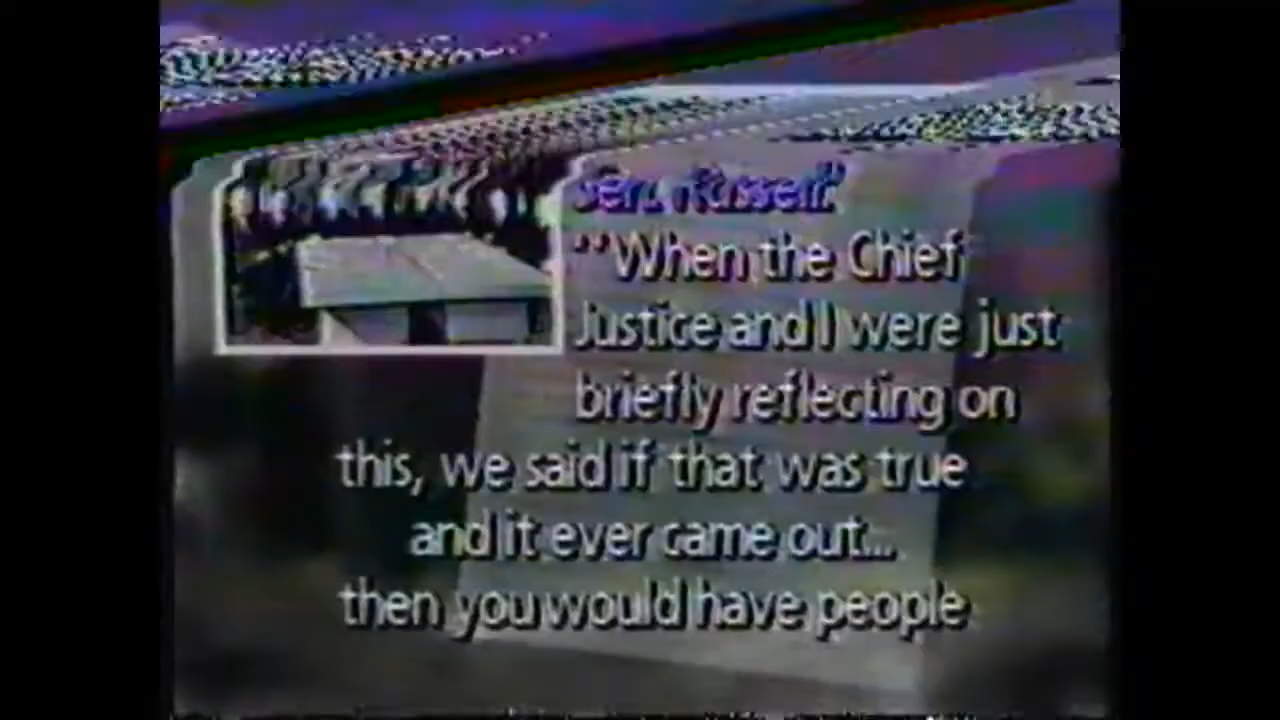 Sen. Russell:
"When the Chief
Justice and I were just
briefly reflecting on
this, we said if that was true
and it ever came out...
then you would have people